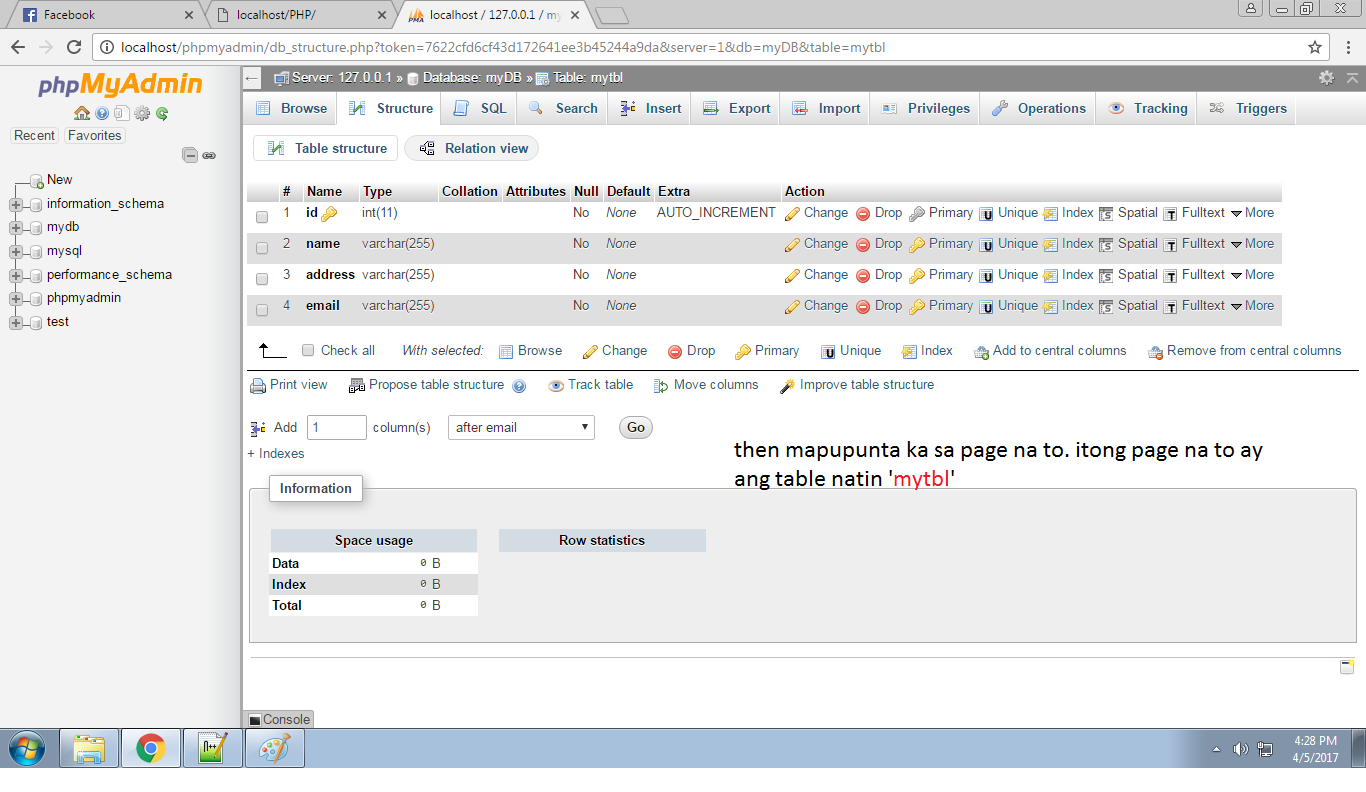 Facebook
localhost/PHP/
localhost / 127.0.0.1 / my
localhost/phpmyadmin/db_structure.php?token=7622cfd6cf43d172641ee3b45244a9da&server=1&db=myDB&table=mytbl
phpMyAdmin
Recent Favorites
New
information_schema
mydb
mysql
performance_schema
phpmyadmin
test
Server: 127.0.0.1 » Database: myDB » Table: mytbl
Browse Structure SQL Search Insert Export Import Privileges Operations Tracking Triggers
Table structure Relation view
# Name Type Collation Attributes Null Default Extra Action
1 id int(11) No None AUTO_INCREMENT Change Drop Primary Unique Index Spatial Fulltext More
2 name varchar(255) No None Change Drop Primary Unique Index Spatial Fulltext More
3 address varchar(255) No None Change Drop Primary Unique Index Spatial Fulltext More
4 email varchar(255) No None Change Drop Primary Unique Index Spatial Fulltext More
Check all With selected: Browse Change Drop Primary Unique Index Add to central columns Remove from central columns
Print view Propose table structure Track table Move columns Improve table structure
Add 1 column(s) after email Go
+ Indexes
then mapupunta ka sa page na to. itong page na to ay
ang table natin 'mytbl'
Information
Space usage
Data 0 B
Index 0 B
Total 0 B
Row statistics
Console
4:28 PM
4/5/2017